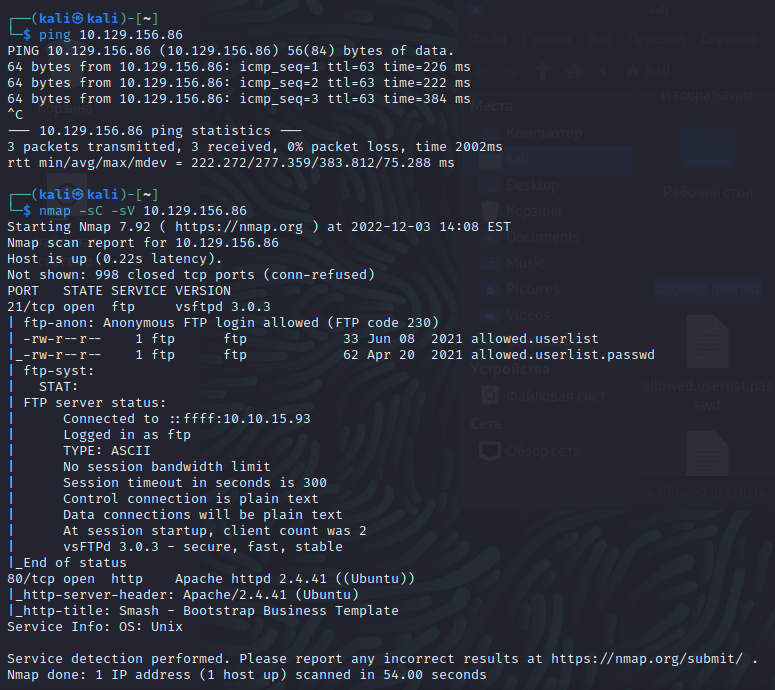 ┌──(kali㉿kali)-[~]
└─$ ping 10.129.156.86
PING 10.129.156.86 (10.129.156.86) 56(84) bytes of data.
64 bytes from 10.129.156.86: icmp_seq=1 ttl=63 time=226 ms
64 bytes from 10.129.156.86: icmp_seq=2 ttl=63 time=222 ms
64 bytes from 10.129.156.86: icmp_seq=3 ttl=63 time=384 ms
^C
--- 10.129.156.86 ping statistics ---
3 packets transmitted, 3 received, 0% packet loss, time 2002ms
rtt min/avg/max/mdev = 222.272/277.359/383.812/75.288 ms
┌──(kali㉿kali)-[~]
└─$ nmap -sC -sV 10.129.156.86
Starting Nmap 7.92 ( https://nmap.org ) at 2022-12-03 14:08 EST
Nmap scan report for 10.129.156.86
Host is up (0.22s latency).
Not shown: 998 closed tcp ports (conn-refused)
PORT   STATE SERVICE VERSION
21/tcp open  ftp     vsftpd 3.0.3
| ftp-anon: Anonymous FTP login allowed (FTP code 230)
| -rw-r--r--    1 ftp      ftp            33 Jun 08  2021 allowed.userlist
|_-rw-r--r--    1 ftp      ftp            62 Apr 20  2021 allowed.userlist.passwd
| ftp-syst:
|   STAT:
| FTP server status:
|      Connected to ::ffff:10.10.15.93
|      Logged in as ftp
|      TYPE: ASCII
|      No session bandwidth limit
|      Session timeout in seconds is 300
|      Control connection is plain text
|      Data connections will be plain text
|      At session startup, client count was 2
|      vsFTPd 3.0.3 - secure, fast, stable
|_End of status
80/tcp open  http    Apache httpd 2.4.41 ((Ubuntu))
|_http-server-header: Apache/2.4.41 (Ubuntu)
|_http-title: Smash - Bootstrap Business Template
Service Info: OS: Unix
Service detection performed. Please report any incorrect results at https://nmap.org/submit/ .
Nmap done: 1 IP address (1 host up) scanned in 54.00 seconds
kali
Места
Компьютер
kali
Desktop
Корзина
Documents
Music
Pictures
Videos
Устройства
Сеть
Обзор сети
Изображения
Рабочий стол
allowed.userlist
allowed.userlist.pas
swd